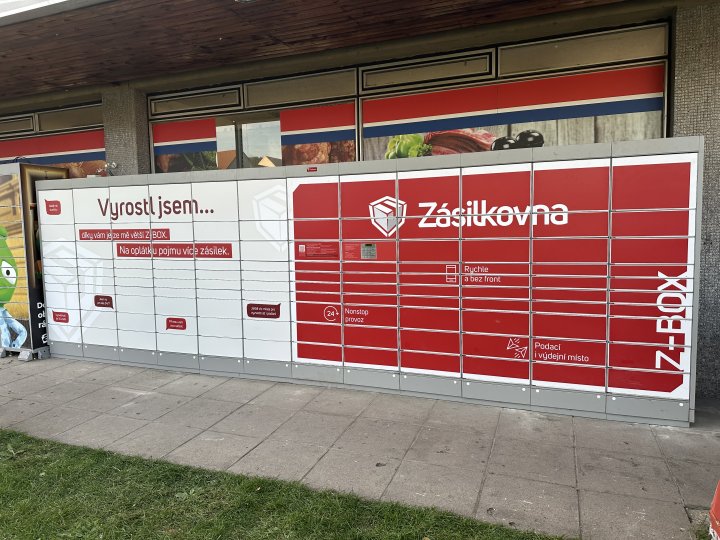 Vyrostl jsem...
díky vám je ze mě větší Z-BOX.
Na oplátku pojmu více zásilek.
Zásilkovna
Rychle
a bez front
24
Nonstop
provoz
Podací
i výdejní místo
Z-BOX